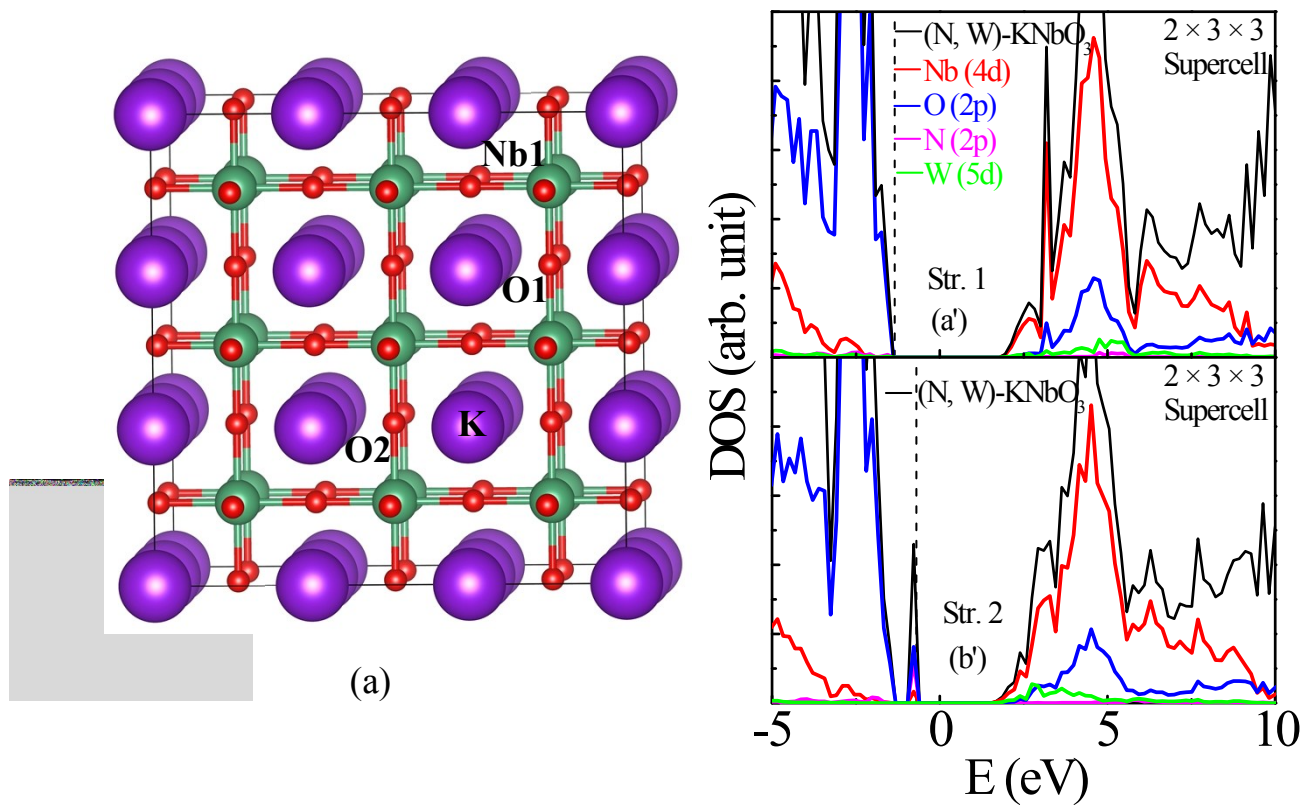 Nb1
O1
K
O2
(a)
DOS (arb. unit)
(N, W)-KNbO₃
Nb (4d)
O (2p)
N (2p)
W (5d)
2 × 3 × 3
Supercell
Str. 1
(a')
(N, W)-KNbO₃
2 × 3 × 3
Supercell
Str. 2
(b')
-5 0 5 10
E (eV)